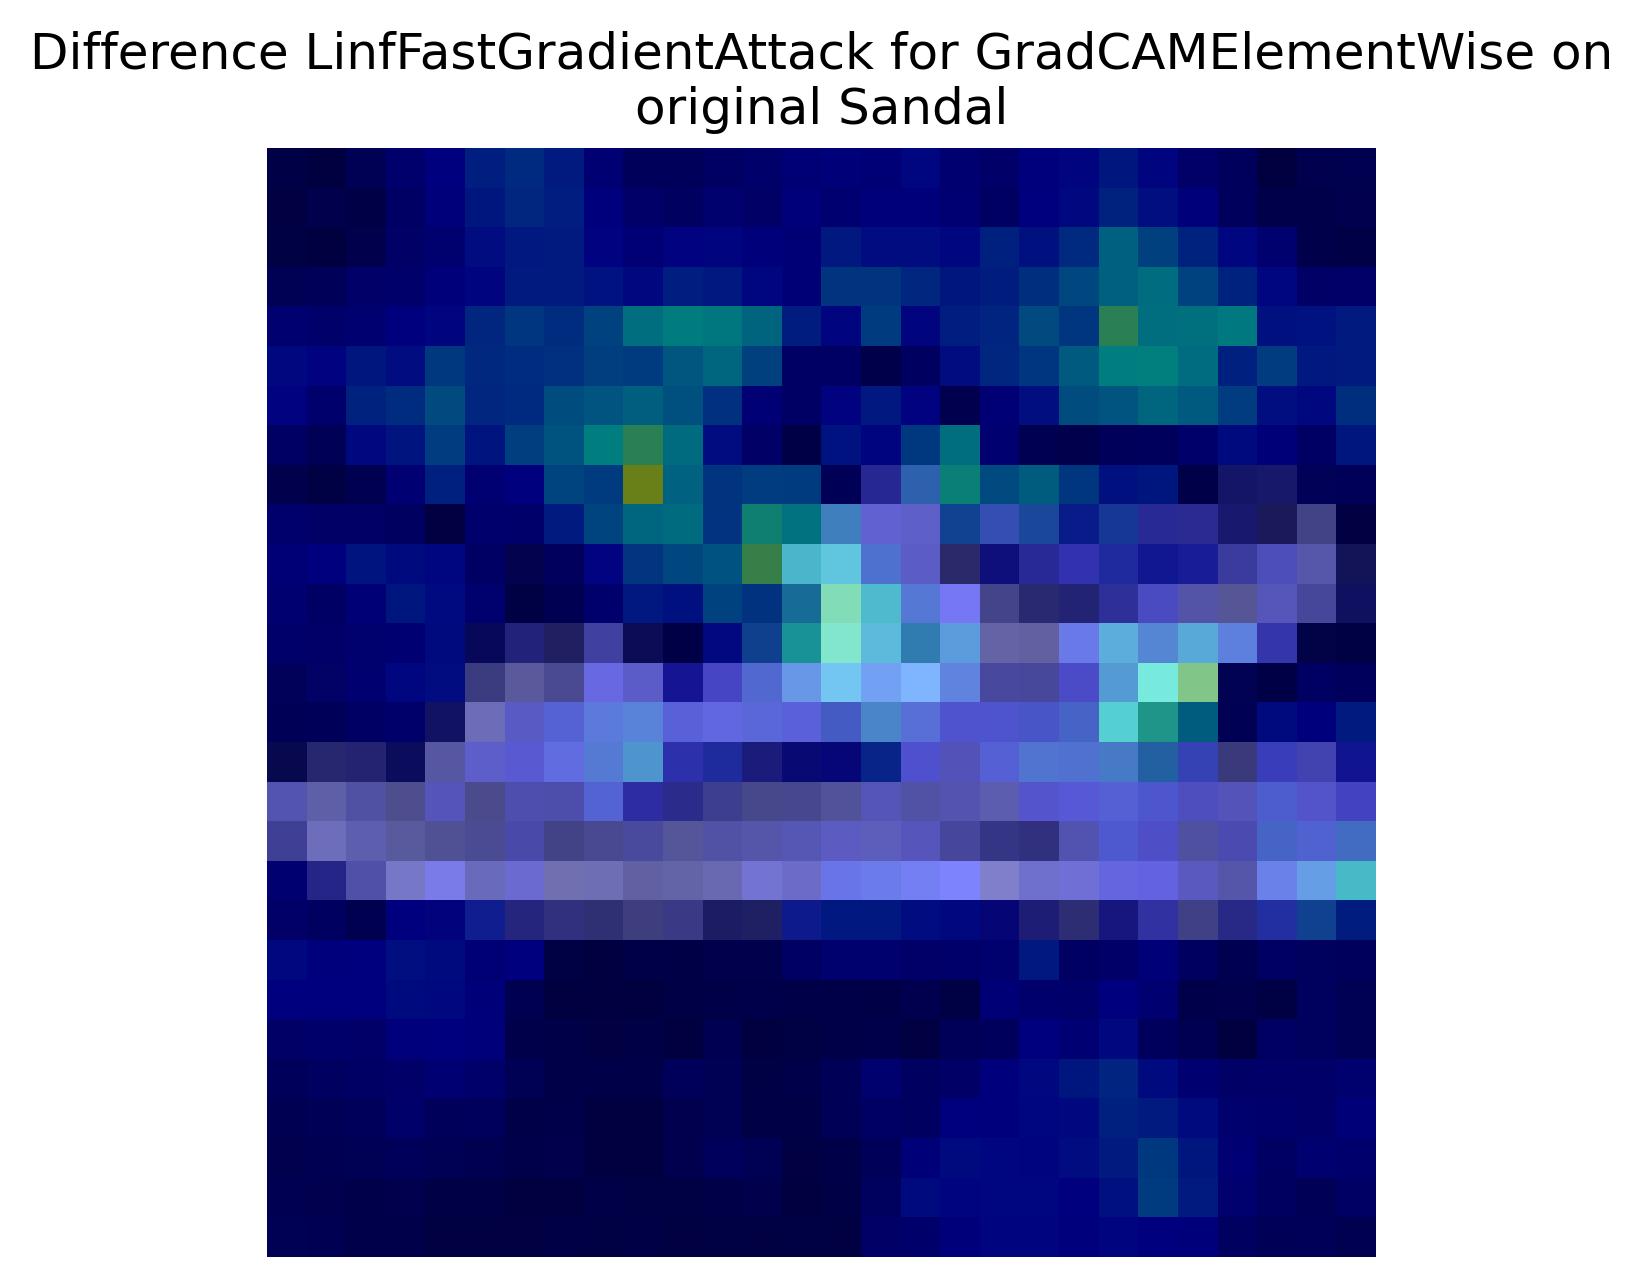 Difference LinfFastGradientAttack for GradCAMElementWise on
original Sandal